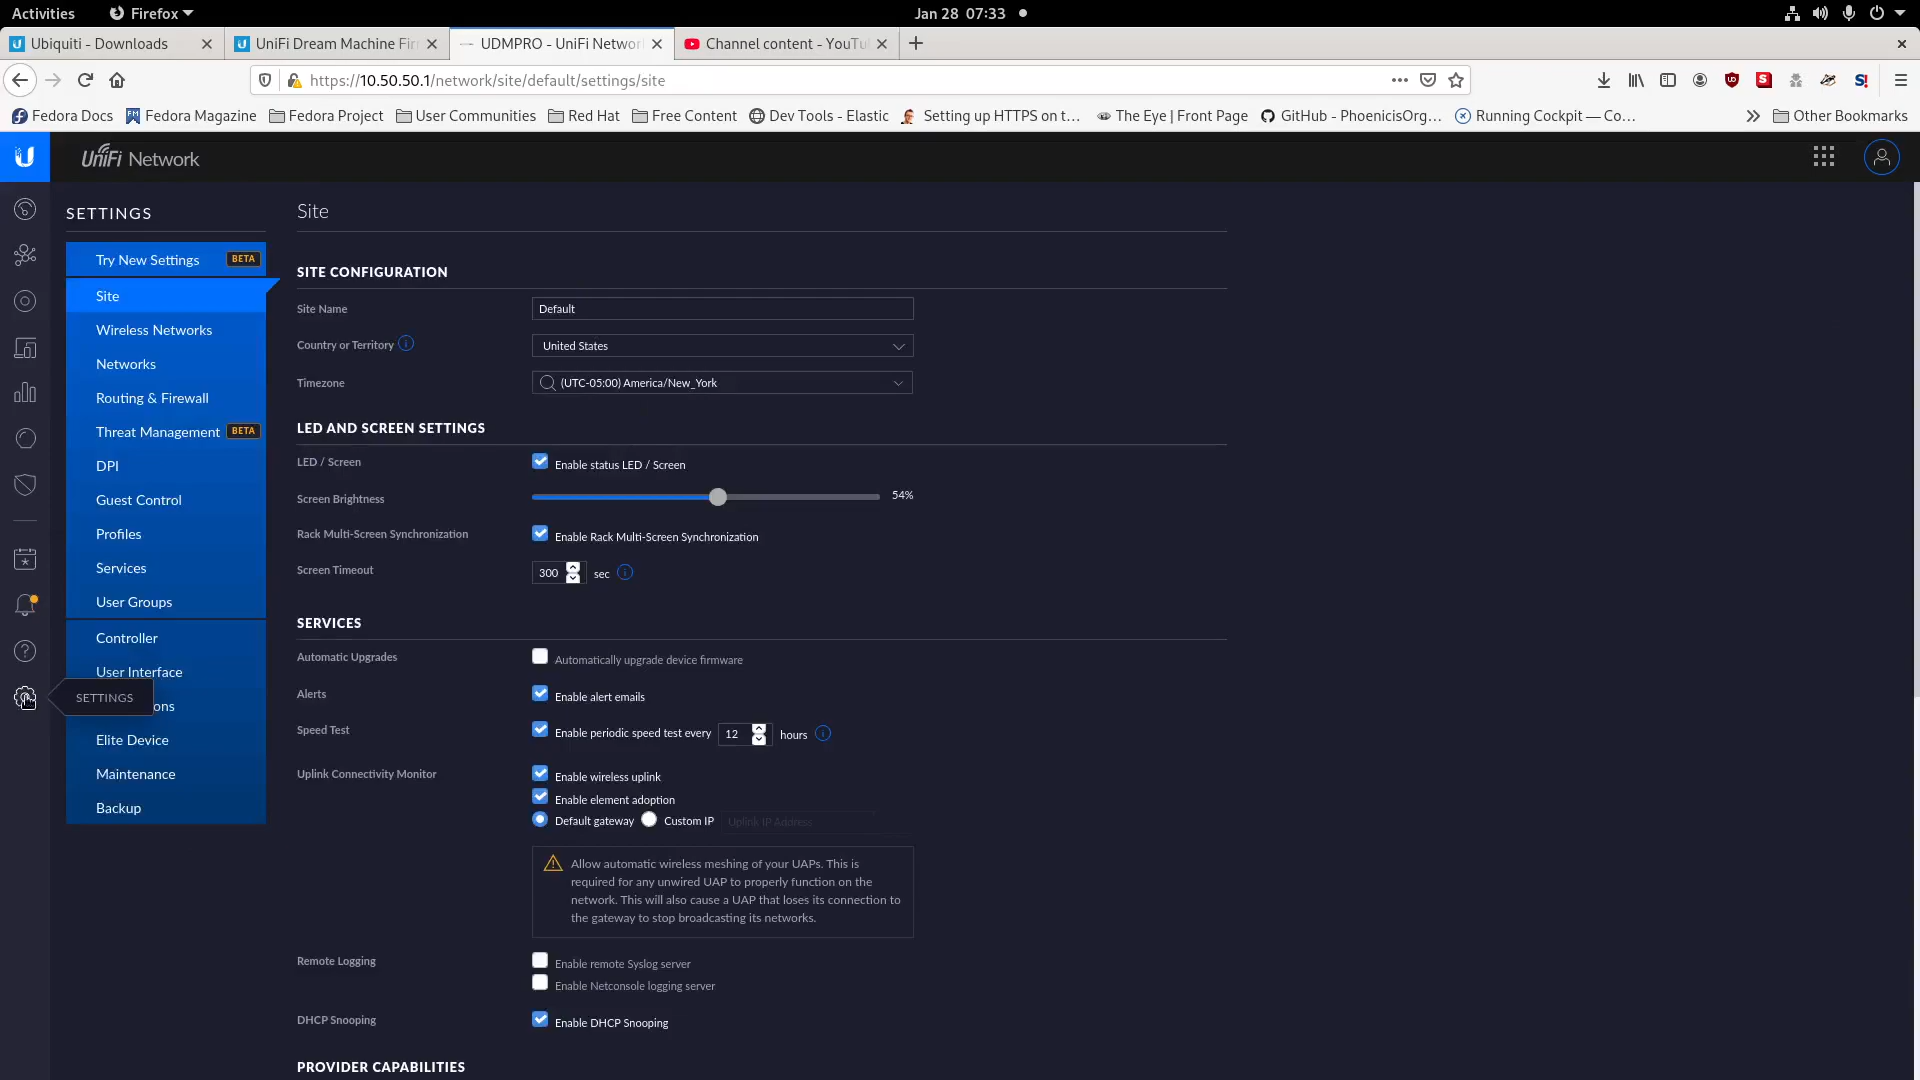 Activities
Firefox
Jan 28 07:33
Ubiquiti - Downloads
UniFi Dream Machine Fir
UDMPRO - UniFi Networ
Channel content - YouTu
https://10.50.50.1/network/site/default/settings/site
Fedora Docs
Fedora Magazine
Fedora Project
User Communities
Red Hat
Free Content
Dev Tools - Elastic
Setting up HTTPS on t…
The Eye | Front Page
GitHub - PhoenicisOrg…
Running Cockpit — Co…
Other Bookmarks
UniFi Network
SETTINGS
Try New Settings BETA
Site
Wireless Networks
Networks
Routing & Firewall
Threat Management BETA
DPI
Guest Control
Profiles
Services
User Groups
Controller
User Interface
ons
SETTINGS
Elite Device
Maintenance
Backup
Site
SITE CONFIGURATION
Site Name Default
Country or Territory United States
Timezone (UTC-05:00) America/New_York
LED AND SCREEN SETTINGS
LED / Screen Enable status LED / Screen
Screen Brightness 54%
Rack Multi-Screen Synchronization Enable Rack Multi-Screen Synchronization
Screen Timeout 300 sec
SERVICES
Automatic Upgrades Automatically upgrade device firmware
Alerts Enable alert emails
Speed Test Enable periodic speed test every 12 hours
Uplink Connectivity Monitor Enable wireless uplink
Enable element adoption
Default gateway Custom IP Uplink IP Address
Allow automatic wireless meshing of your UAPs. This is
required for any unwired UAP to properly function on the
network. This will also cause a UAP that loses its connection to
the gateway to stop broadcasting its networks.
Remote Logging Enable remote Syslog server
Enable Netconsole logging server
DHCP Snooping Enable DHCP Snooping
PROVIDER CAPABILITIES